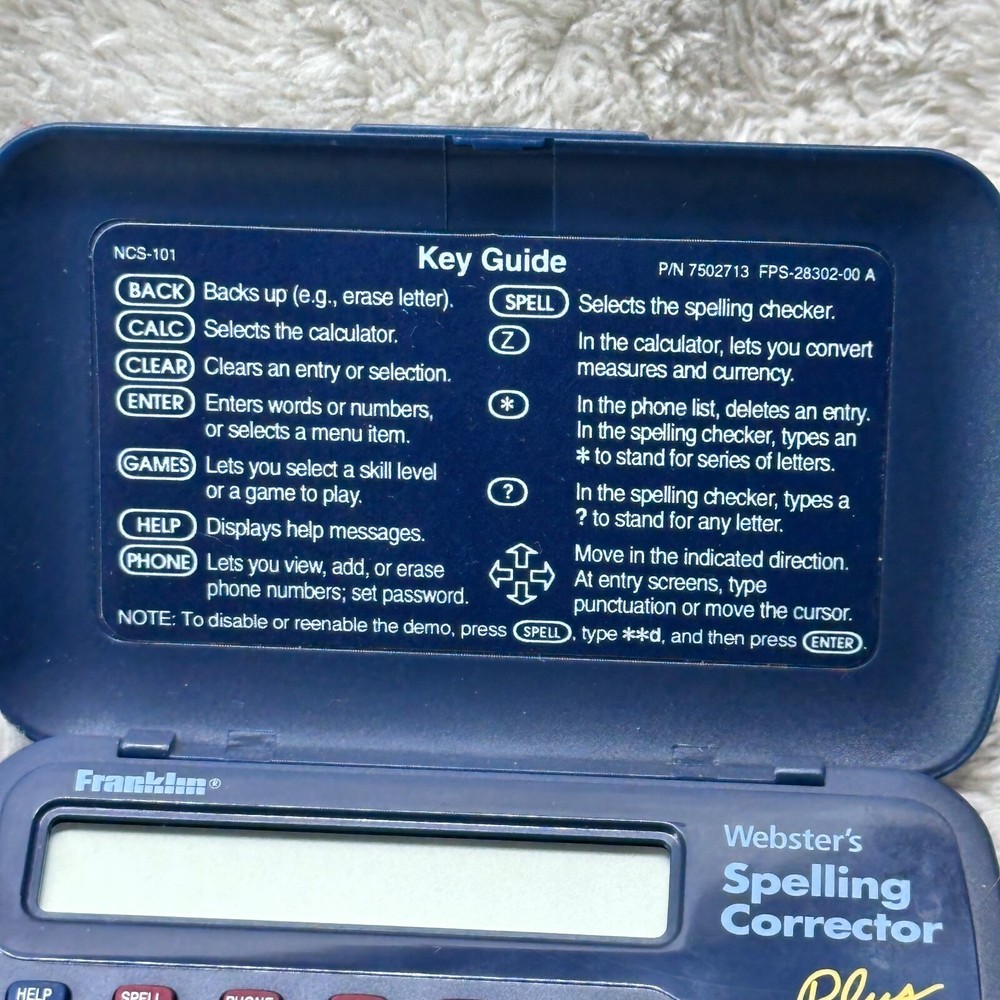 NCS-101
Key Guide
P/N 7502713 FPS-28302-00 A
BACK Backs up (e.g., erase letter).
CALC Selects the calculator.
CLEAR Clears an entry or selection.
ENTER Enters words or numbers,
or selects a menu item.
GAMES Lets you select a skill level
or a game to play.
HELP Displays help messages.
PHONE Lets you view, add, or erase
phone numbers; set password.
SPELL Selects the spelling checker.
Z In the calculator, lets you convert
measures and currency.
* In the phone list, deletes an entry.
In the spelling checker, types an
* to stand for series of letters.
? In the spelling checker, types a
? to stand for any letter.
Move in the indicated direction.
At entry screens, type
punctuation or move the cursor.
NOTE: To disable or reenable the demo, press SPELL, type **d, and then press ENTER.
Franklin®
Webster's
Spelling
Corrector
Plus
HELP SPELL PHONE